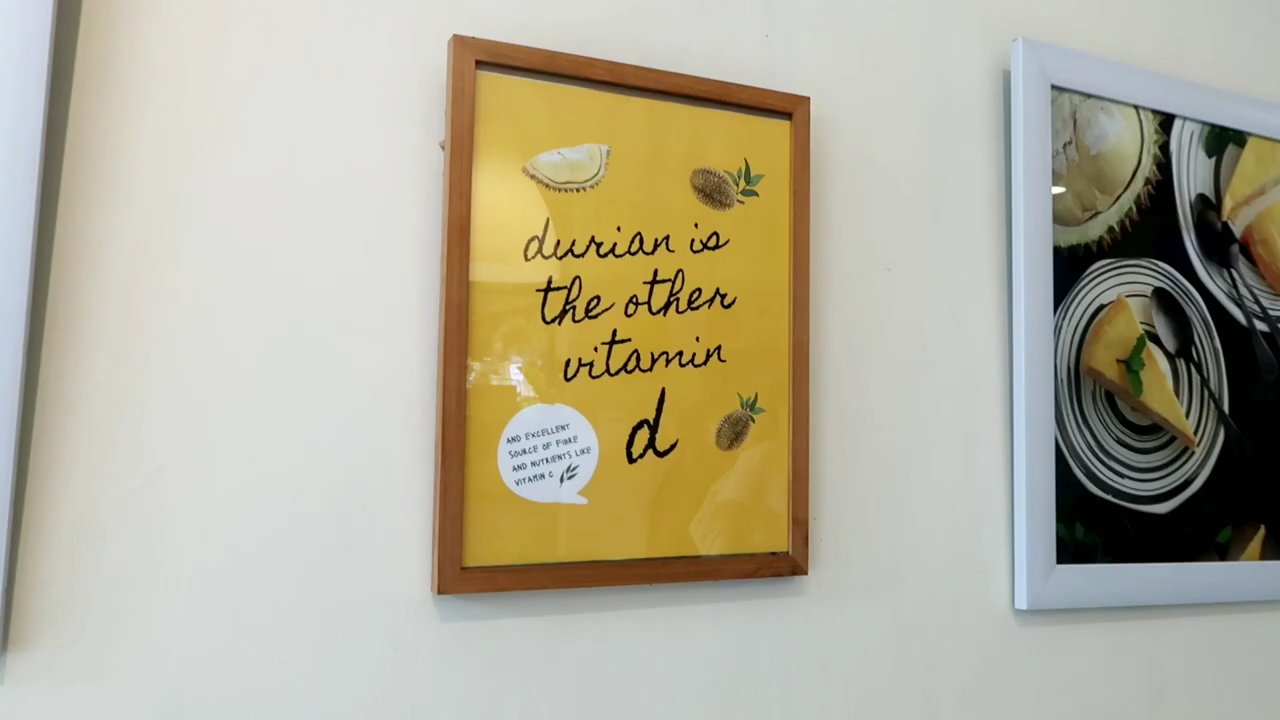 durian is
the other
vitamin
d
AND EXCELLENT
SOURCE OF FIBRE
AND NUTRIENTS LIKE
VITAMIN C